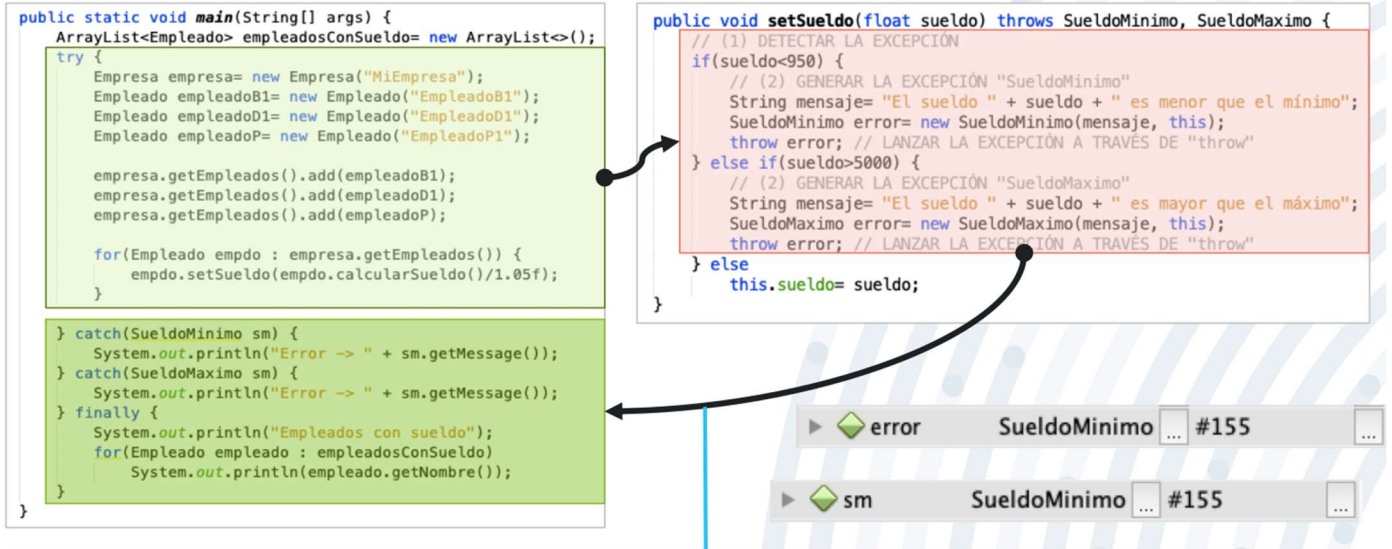 public static void main(String[] args) {
ArrayList<Empleado> empleadosConSueldo= new ArrayList<>();
try {
Empresa empresa= new Empresa("MiEmpresa");
Empleado empleadoB1= new Empleado("EmpleadoB1");
Empleado empleadoD1= new Empleado("EmpleadoD1");
Empleado empleadoP= new Empleado("EmpleadoP1");
empresa.getEmpleados().add(empleadoB1);
empresa.getEmpleados().add(empleadoD1);
empresa.getEmpleados().add(empleadoP);
for(Empleado empdo : empresa.getEmpleados()) {
empdo.setSueldo(empdo.calcularSueldo()/1.05f);
}
} catch(SueldoMinimo sm) {
System.out.println("Error -> " + sm.getMessage());
} catch(SueldoMaximo sm) {
System.out.println("Error -> " + sm.getMessage());
} finally {
System.out.println("Empleados con sueldo");
for(Empleado empleado : empleadosConSueldo)
System.out.println(empleado.getNombre());
}
}
public void setSueldo(float sueldo) throws SueldoMinimo, SueldoMaximo {
// (1) DETECTAR LA EXCEPCIÓN
if(sueldo<950) {
// (2) GENERAR LA EXCEPCIÓN "SueldoMinimo"
String mensaje= "El sueldo " + sueldo + " es menor que el mínimo";
SueldoMinimo error= new SueldoMinimo(mensaje, this);
throw error; // LANZAR LA EXCEPCIÓN A TRAVÉS DE "throw"
} else if(sueldo>5000) {
// (2) GENERAR LA EXCEPCIÓN "SueldoMaximo"
String mensaje= "El sueldo " + sueldo + " es mayor que el máximo";
SueldoMaximo error= new SueldoMaximo(mensaje, this);
throw error; // LANZAR LA EXCEPCIÓN A TRAVÉS DE "throw"
} else
this.sueldo= sueldo;
}
error SueldoMinimo ... #155 ...
sm SueldoMinimo ... #155 ...